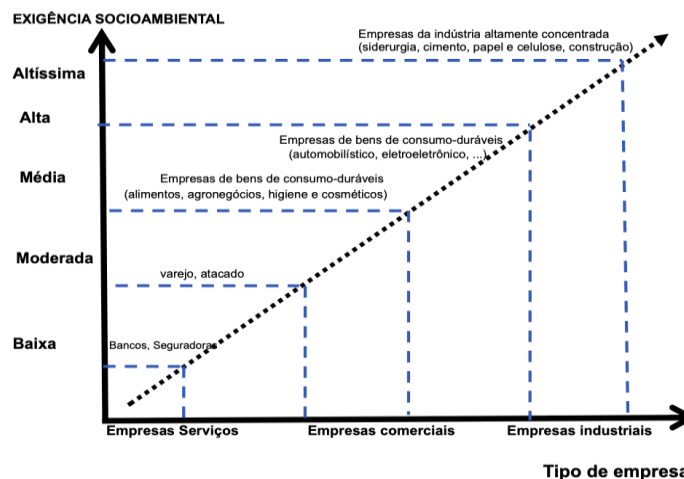 EXIGÊNCIA SOCIOAMBIENTAL
Empresas da indústria altamente concentrada
(siderurgia, cimento, papel e celulose, construção)
Altíssima
Alta
Empresas de bens de consumo-duráveis
(automobilístico, eletroeletrônico, ...)
Média
Empresas de bens de consumo-duráveis
(alimentos, agronegócios, higiene e cosméticos)
Moderada
varejo, atacado
Baixa
Bancos, Seguradoras
Empresas Serviços
Empresas comerciais
Empresas industriais
Tipo de empresa